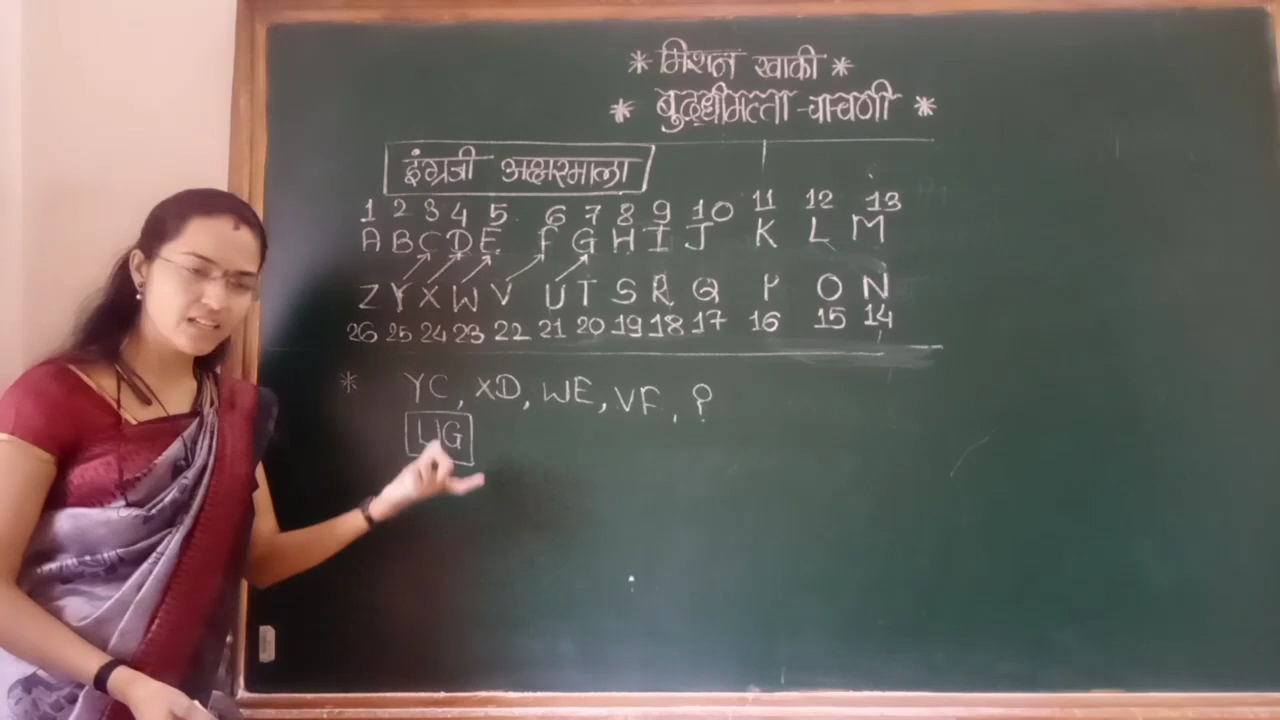 * मिशन खाकी *
* बुद्धीमत्ता-चाचणी *
इंग्रजी अक्षरमाला
1 2 3 4 5 6 7 8 9 10 11 12 13
A B C D E F G H I J K L M
Z Y X W V U T S R Q P O N
26 25 24 23 22 21 20 19 18 17 16 15 14
* YC, XD, WE, VF, ?
UG